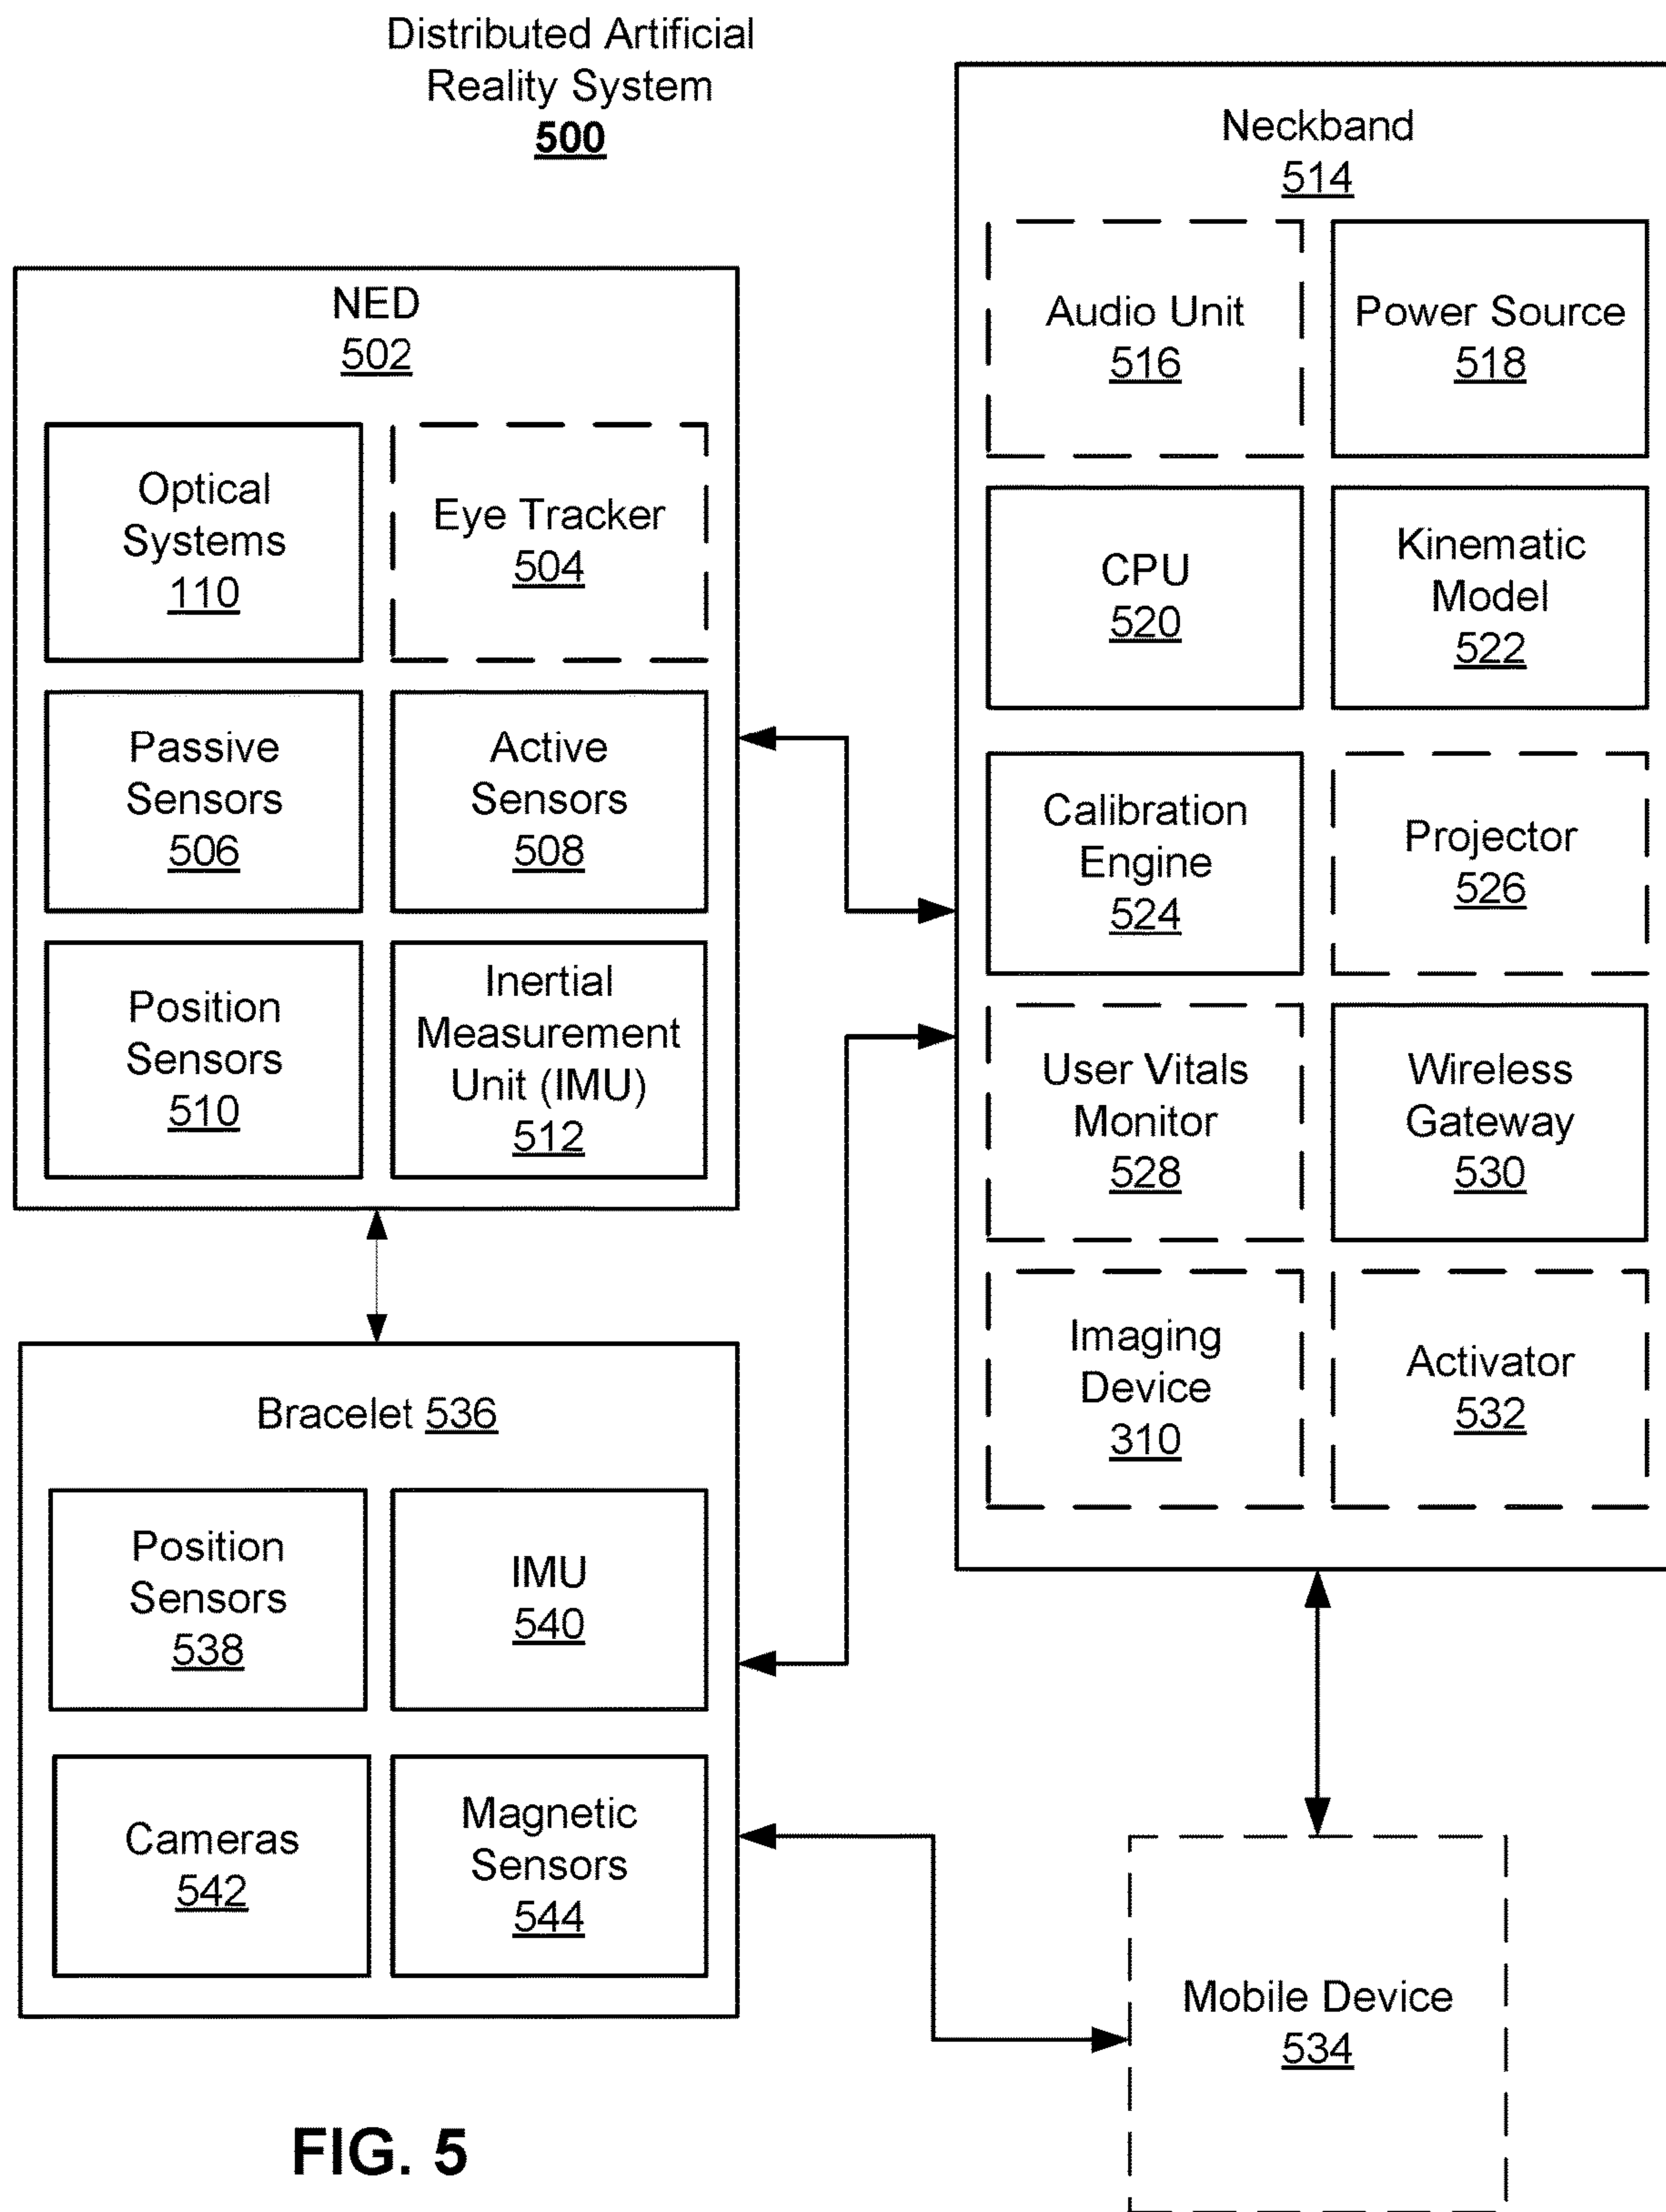 Distributed Artificial
Reality System
500
NED
502
Optical
Systems
110
Eye Tracker
504
Passive
Sensors
506
Active
Sensors
508
Position
Sensors
510
Inertial
Measurement
Unit (IMU)
512
Neckband
514
Audio Unit
516
Power Source
518
CPU
520
Kinematic
Model
522
Calibration
Engine
524
Projector
526
User Vitals
Monitor
528
Wireless
Gateway
530
Imaging
Device
310
Activator
532
Bracelet 536
Position
Sensors
538
IMU
540
Cameras
542
Magnetic
Sensors
544
Mobile Device
534
FIG. 5